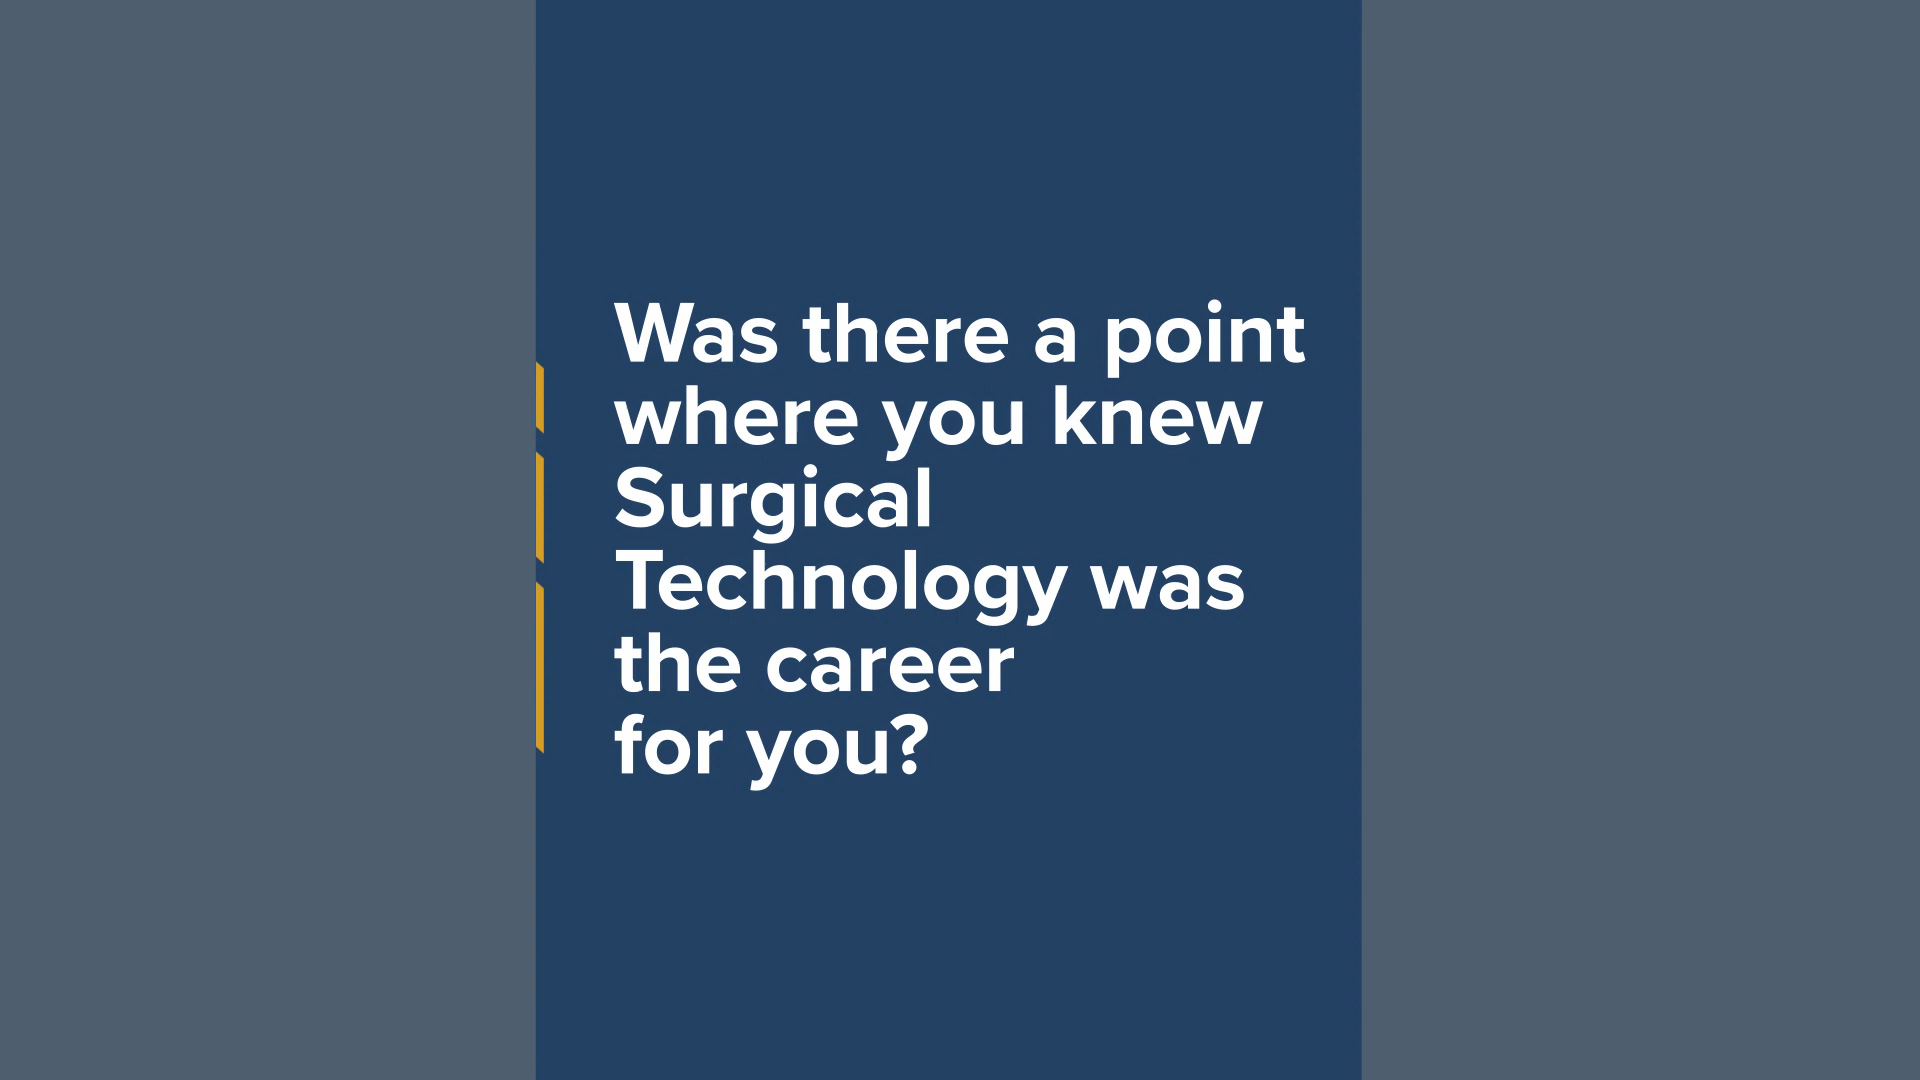 Was there a point
where you knew
Surgical
Technology was
the career
for you?